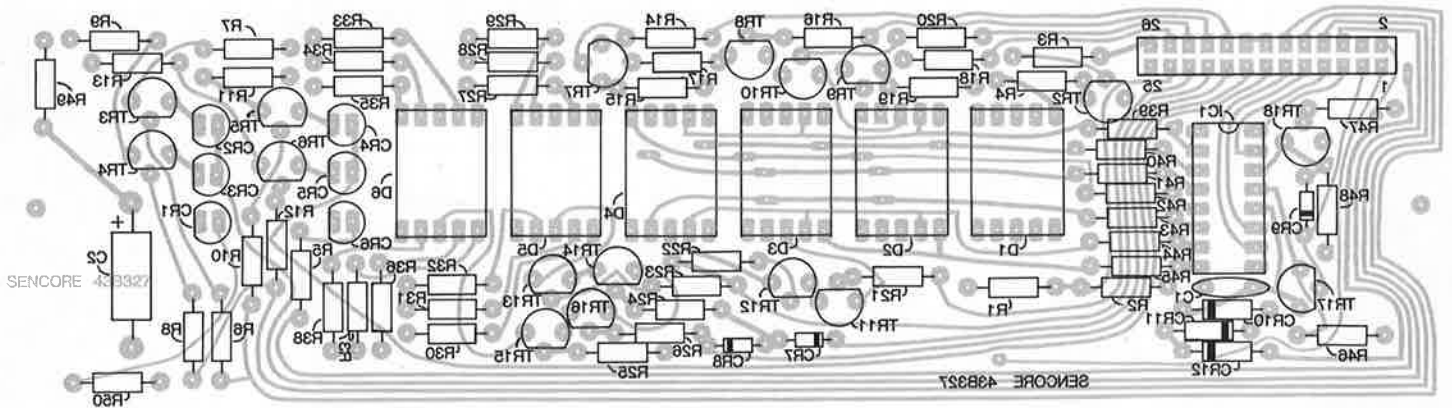 R9
R7
R33
R29
R14
TR8
R16
R20
R3
26
2
R34
R28
R13
R11
R35
R27
TR7
R15
R17
TR10
TR9
R19
R18
R4
TR2
25
1
R49
TR3
CR2
TR5
TR6
CR4
R39
IC1
TR18
R47
TR4
CR3
CR5
D6
D4
R40
R41
R42
R43
R44
R45
R48
CR9
CR1
R12
CR6
+
C2
R10
R5
D5
TR14
R22
D3
D2
D1
SENCORE 43B327
R36
R32
TR13
R23
TR12
R21
R1
R2
C1
TR17
R31
TR16
R24
TR11
CR11
CR10
R8
R6
R38
R37
R30
TR15
R26
R25
CR8
CR7
CR12
R46
R50
SENCORE 43B327